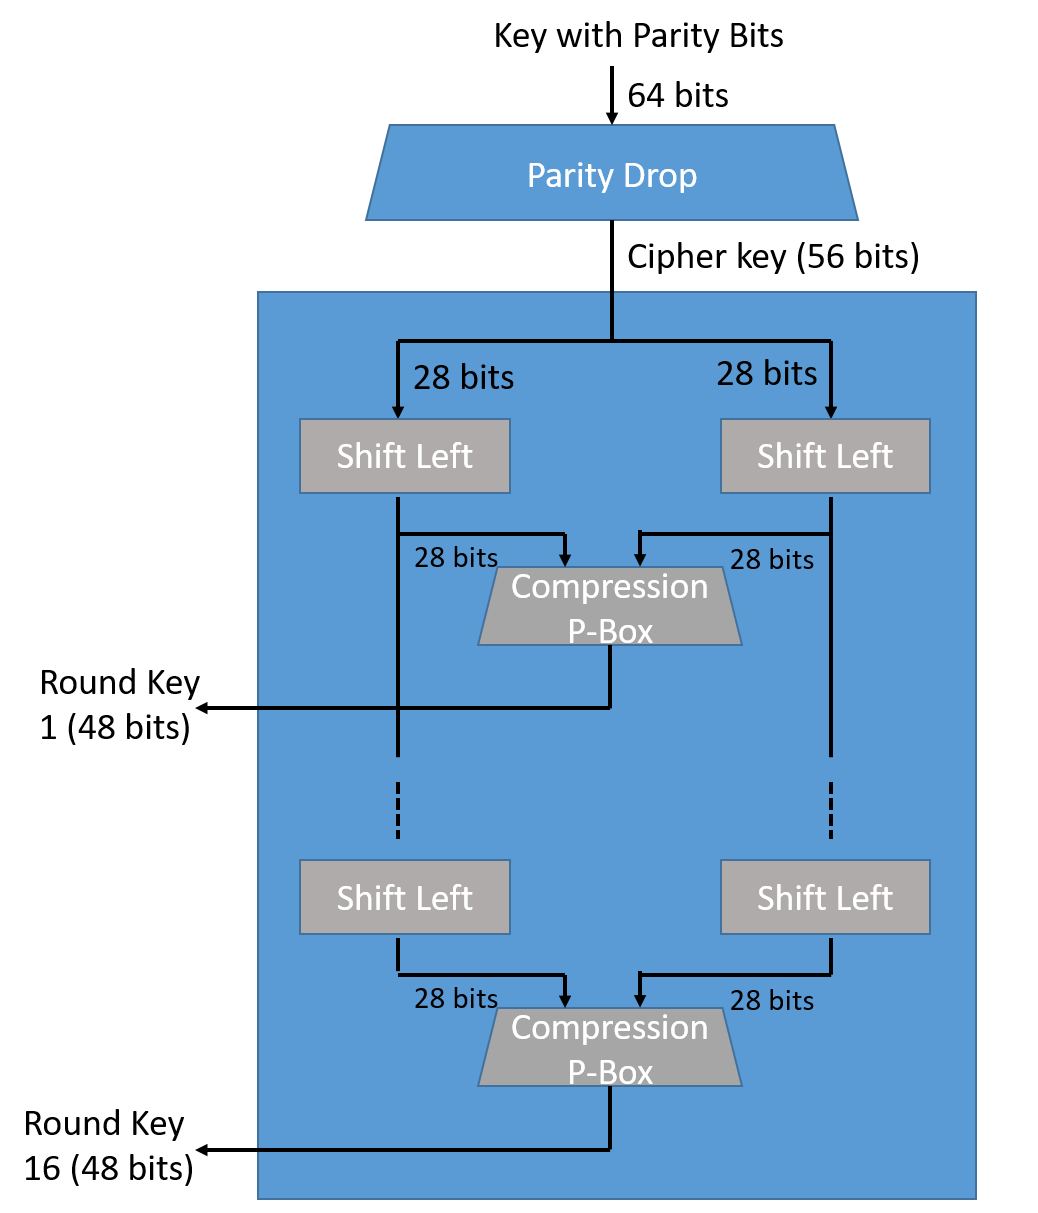 Key with Parity Bits
64 bits
Parity Drop
Cipher key (56 bits)
28 bits
28 bits
Shift Left
Shift Left
28 bits
28 bits
Compression
P-Box
Round Key
1 (48 bits)
Shift Left
Shift Left
28 bits
28 bits
Compression
P-Box
Round Key
16 (48 bits)